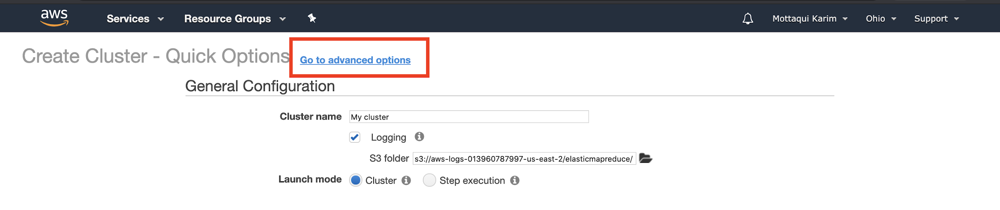 aws Services Resource Groups Mottaqui Karim Ohio Support
Create Cluster - Quick Options Go to advanced options
General Configuration
Cluster name My cluster
Logging
S3 folder s3://aws-logs-013960787997-us-east-2/elasticmapreduce/
Launch mode Cluster Step execution